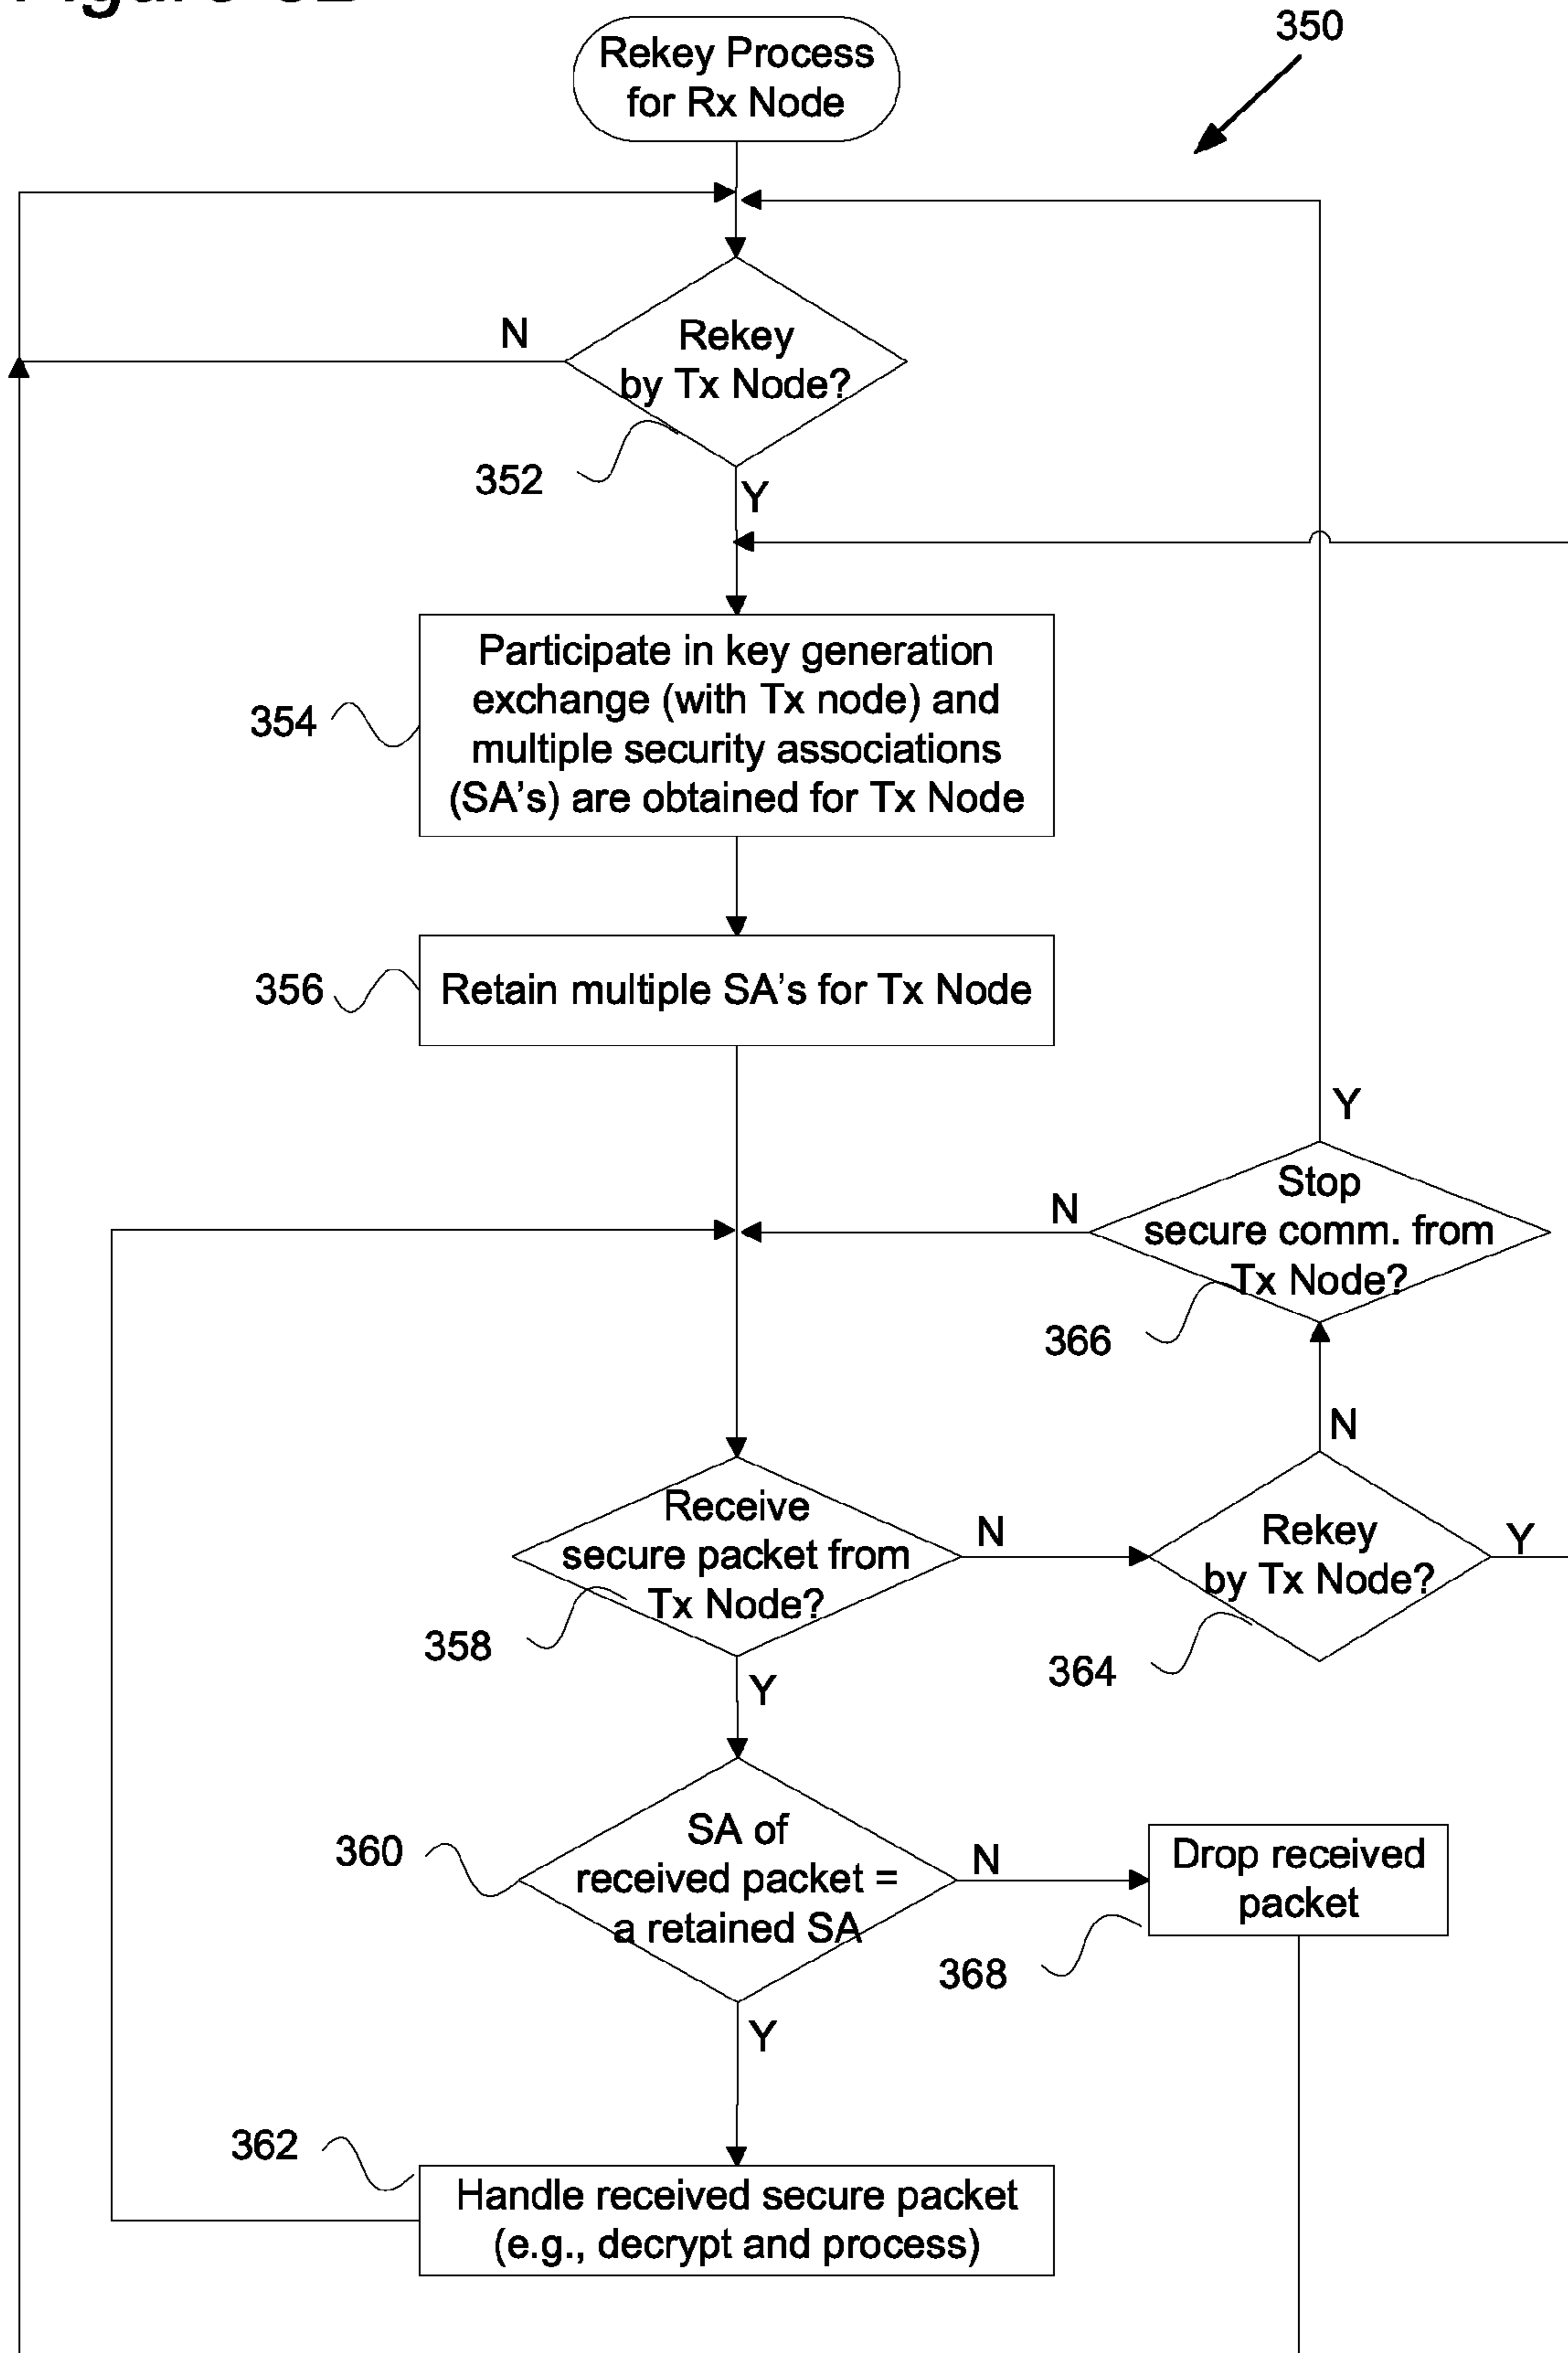 350
Rekey Process
for Rx Node
N
Rekey
by Tx Node?
352
Y
354
Participate in key generation
exchange (with Tx node) and
multiple security associations
(SA's) are obtained for Tx Node
356
Retain multiple SA's for Tx Node
Y
Stop
secure comm. from
Tx Node?
N
366
N
Receive
secure packet from
Tx Node?
N
358
Rekey
by Tx Node?
Y
364
Y
360
SA of
received packet =
a retained SA
N
Drop received
packet
368
Y
362
Handle received secure packet
(e.g., decrypt and process)